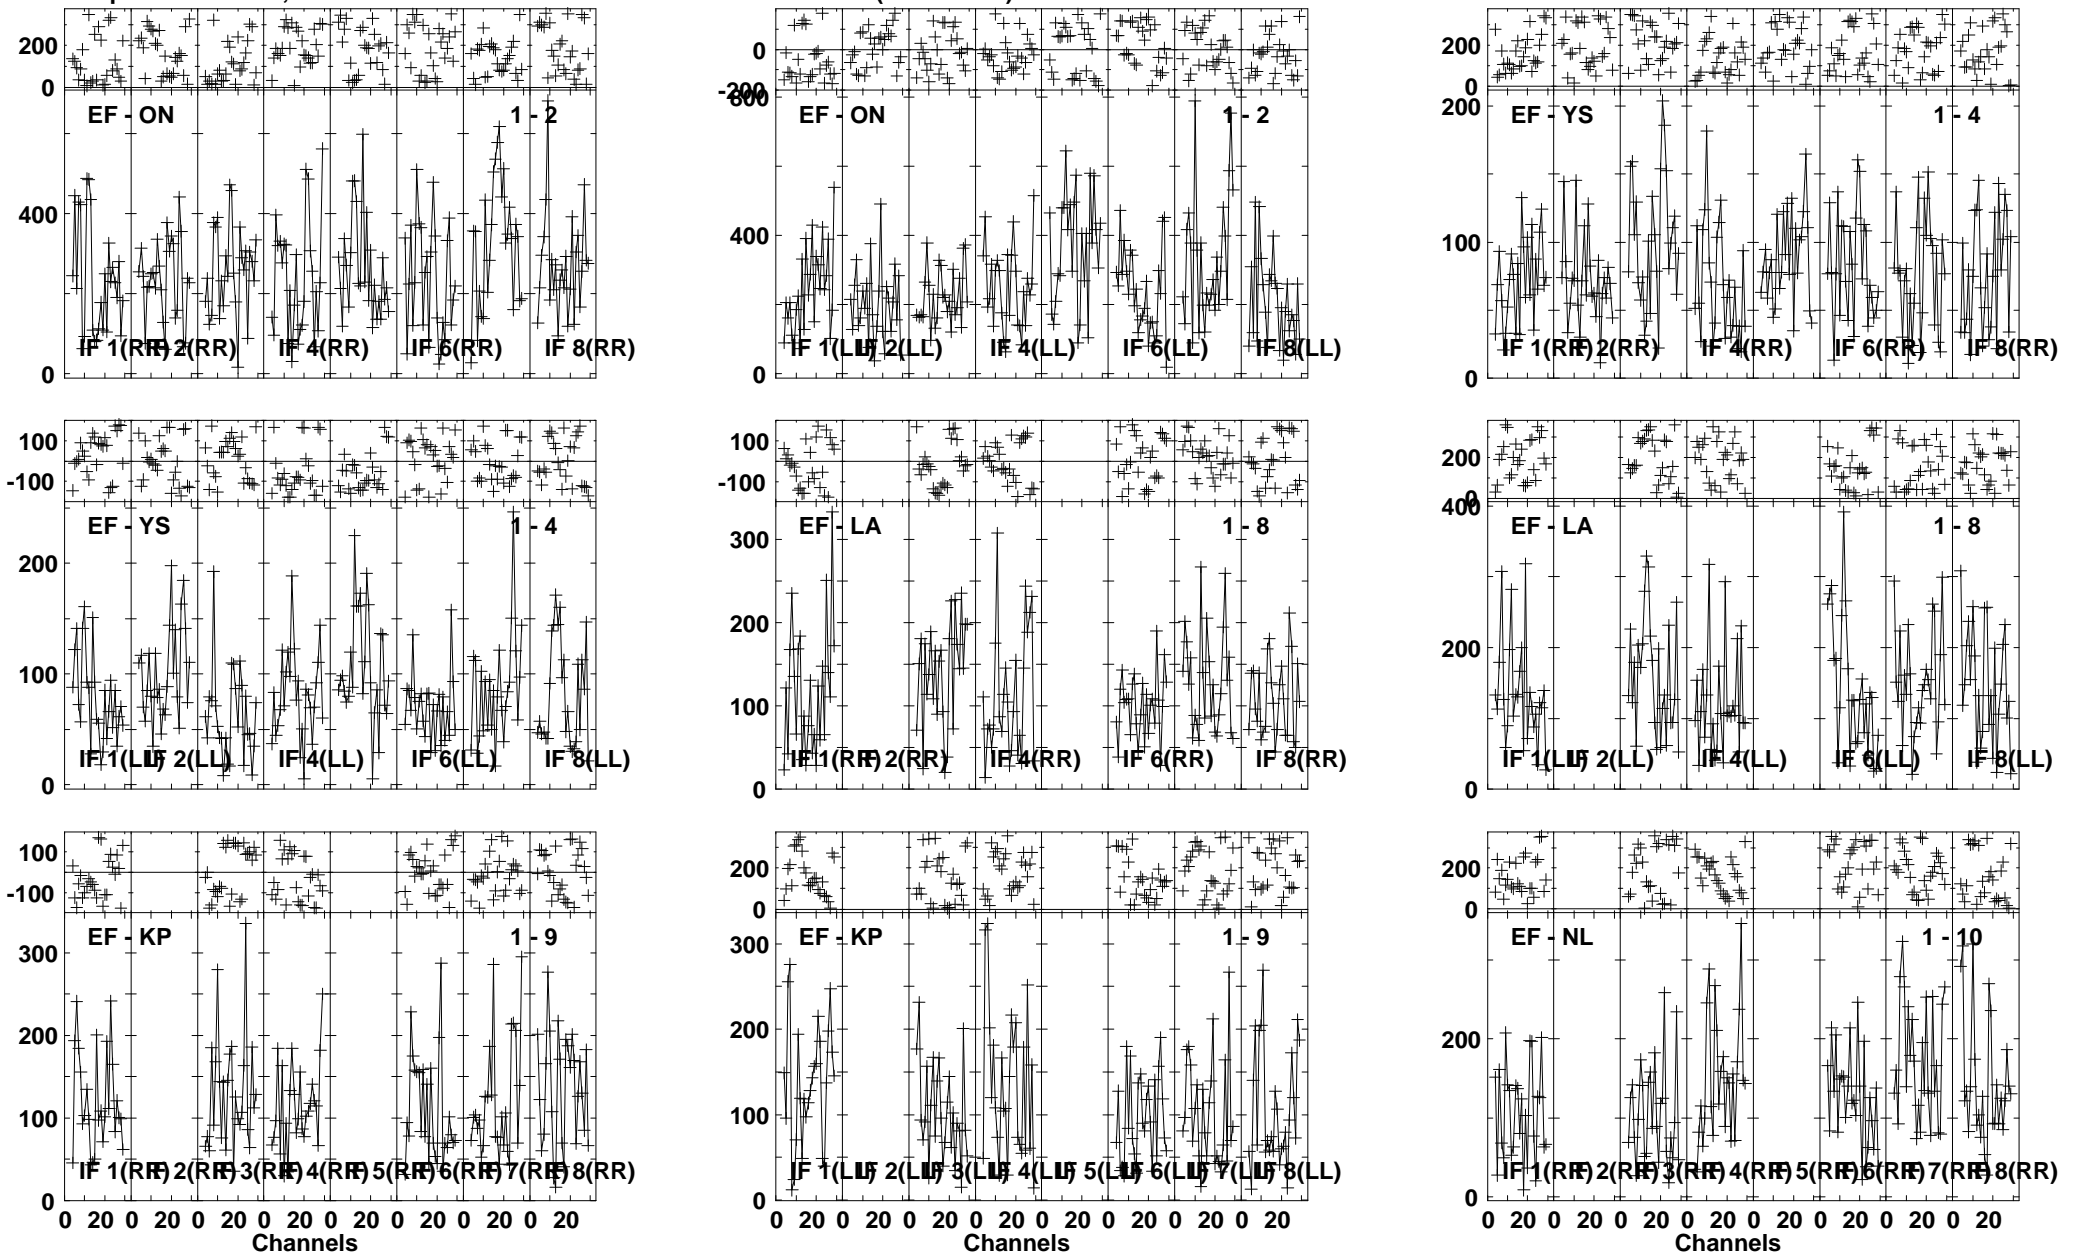 200
0
EF - ON 1 - 2
400
0
IF 1(RR) IF 2(RR) IF 4(RR) IF 6(RR) IF 8(RR)
0
-200
800
EF - ON 1 - 2
400
0
IF 1(LL) IF 2(LL) IF 4(LL) IF 6(LL) IF 8(LL)
200
0
200
EF - YS 1 - 4
100
0
IF 1(RR) IF 2(RR) IF 4(RR) IF 6(RR) IF 8(RR)
100
-100
EF - YS 1 - 4
200
100
0
IF 1(LL) IF 2(LL) IF 4(LL) IF 6(LL) IF 8(LL)
100
-100
EF - LA 1 - 8
300
200
100
0
IF 1(RR) IF 2(RR) IF 4(RR) IF 6(RR) IF 8(RR)
200
0
400
EF - LA 1 - 8
200
0
IF 1(LL) IF 2(LL) IF 4(LL) IF 6(LL) IF 8(LL)
100
-100
EF - KP 1 - 9
300
200
100
0
IF 1(RR) IF 2(RR) IF 3(RR) IF 4(RR) IF 5(RR) IF 6(RR) IF 7(RR) IF 8(RR)
0 20 0 20 0 20 0 20 0 20 0 20 0 20 0 20
Channels
200
0
EF - KP 1 - 9
300
200
100
0
IF 1(LL) IF 2(LL) IF 3(LL) IF 4(LL) IF 5(LL) IF 6(LL) IF 7(LL) IF 8(LL)
0 20 0 20 0 20 0 20 0 20 0 20 0 20 0 20
Channels
200
0
EF - NL 1 - 10
200
0
IF 1(RR) IF 2(RR) IF 3(RR) IF 4(RR) IF 5(RR) IF 6(RR) IF 7(RR) IF 8(RR)
0 20 0 20 0 20 0 20 0 20 0 20 0 20 0 20
Channels